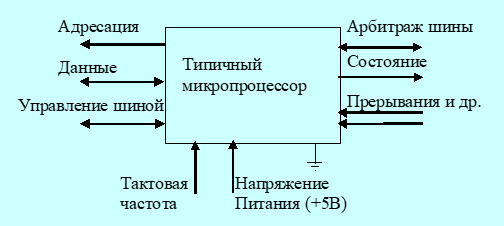 Адресация
Данные
Управление шиной
Типичный
микропроцессор
Арбитраж шины
Состояние
Прерывания и др.
Тактовая
частота
Напряжение
Питания (+5В)